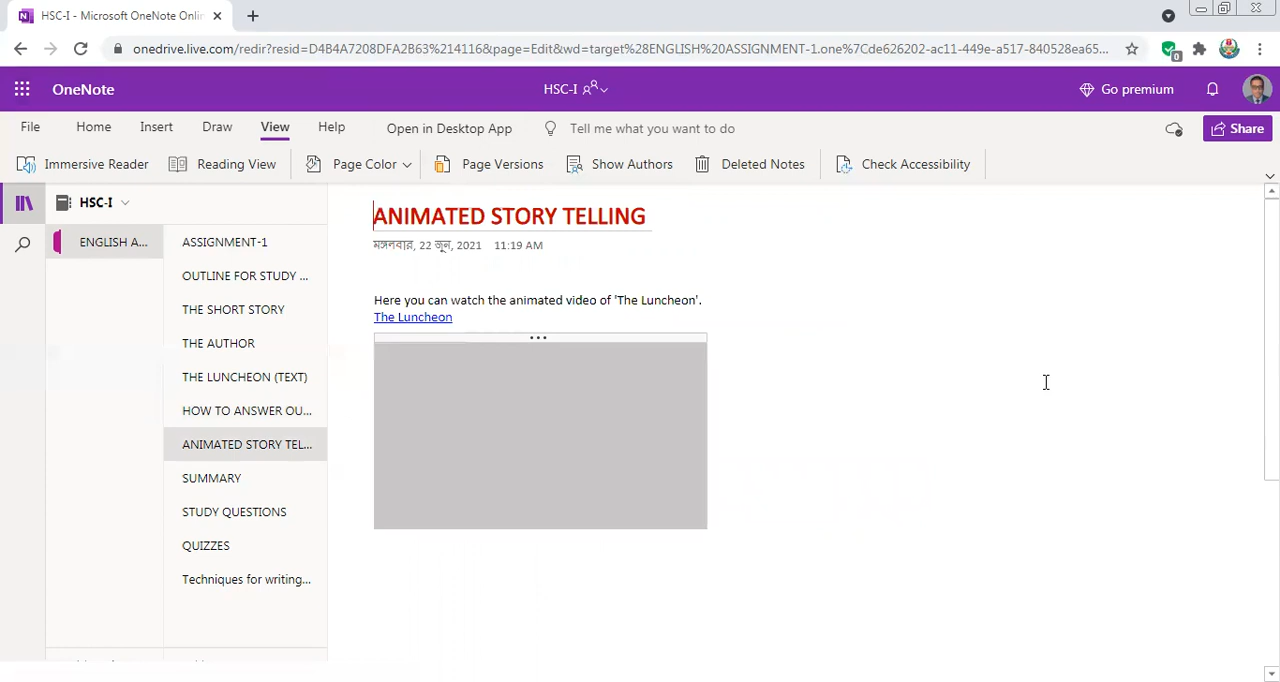 HSC-I - Microsoft OneNote Onlin
onedrive.live.com/redir?resid=D4B4A7208DFA2B63%214116&page=Edit&wd=target%28ENGLISH%20ASSIGNMENT-1.one%7Cde626202-ac11-449e-a517-840528ea65...
0
OneNote
HSC-I
Go premium
File Home Insert Draw View Help Open in Desktop App Tell me what you want to do Share
Immersive Reader Reading View Page Color Page Versions Show Authors Deleted Notes Check Accessibility
HSC-I
ENGLISH A...
ASSIGNMENT-1
OUTLINE FOR STUDY ...
THE SHORT STORY
THE AUTHOR
THE LUNCHEON (TEXT)
HOW TO ANSWER OU...
ANIMATED STORY TEL...
SUMMARY
STUDY QUESTIONS
QUIZZES
Techniques for writing...
ANIMATED STORY TELLING
মঙ্গলবার, 22 জুন, 2021 11:19 AM
Here you can watch the animated video of 'The Luncheon'.
The Luncheon